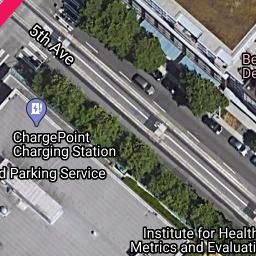 5th Ave
Be
'De
ChargePoint
Charging Station
d Parking Service
Institute for Health
Metrics and Evaluati